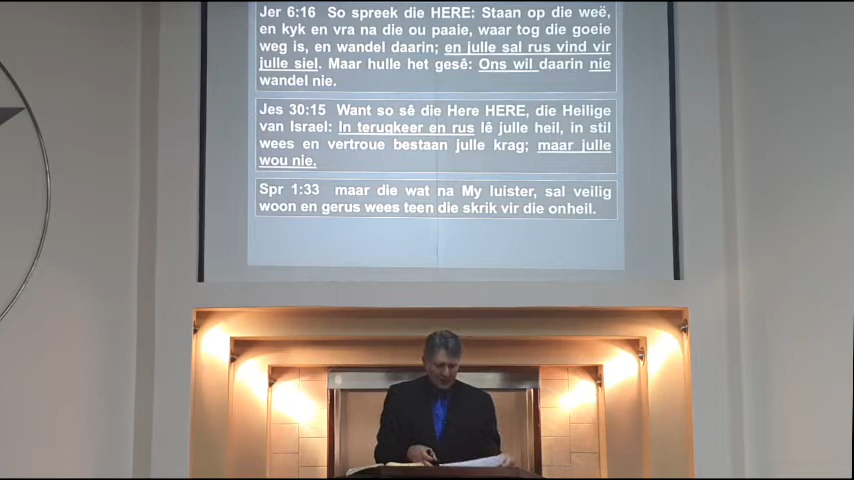 Jer 6:16 So spreek die HERE: Staan op die weë,
en kyk en vra na die ou paaie, waar tog die goeie
weg is, en wandel daarin; en julle sal rus vind vir
julle siel. Maar hulle het gesê: Ons wil daarin nie
wandel nie.
Jes 30:15 Want so sê die Here HERE, die Heilige
van Israel: In terugkeer en rus lê julle heil, in stil
wees en vertroue bestaan julle krag; maar julle
wou nie.
Spr 1:33 maar die wat na My luister, sal veilig
woon en gerus wees teen die skrik vir die onheil.